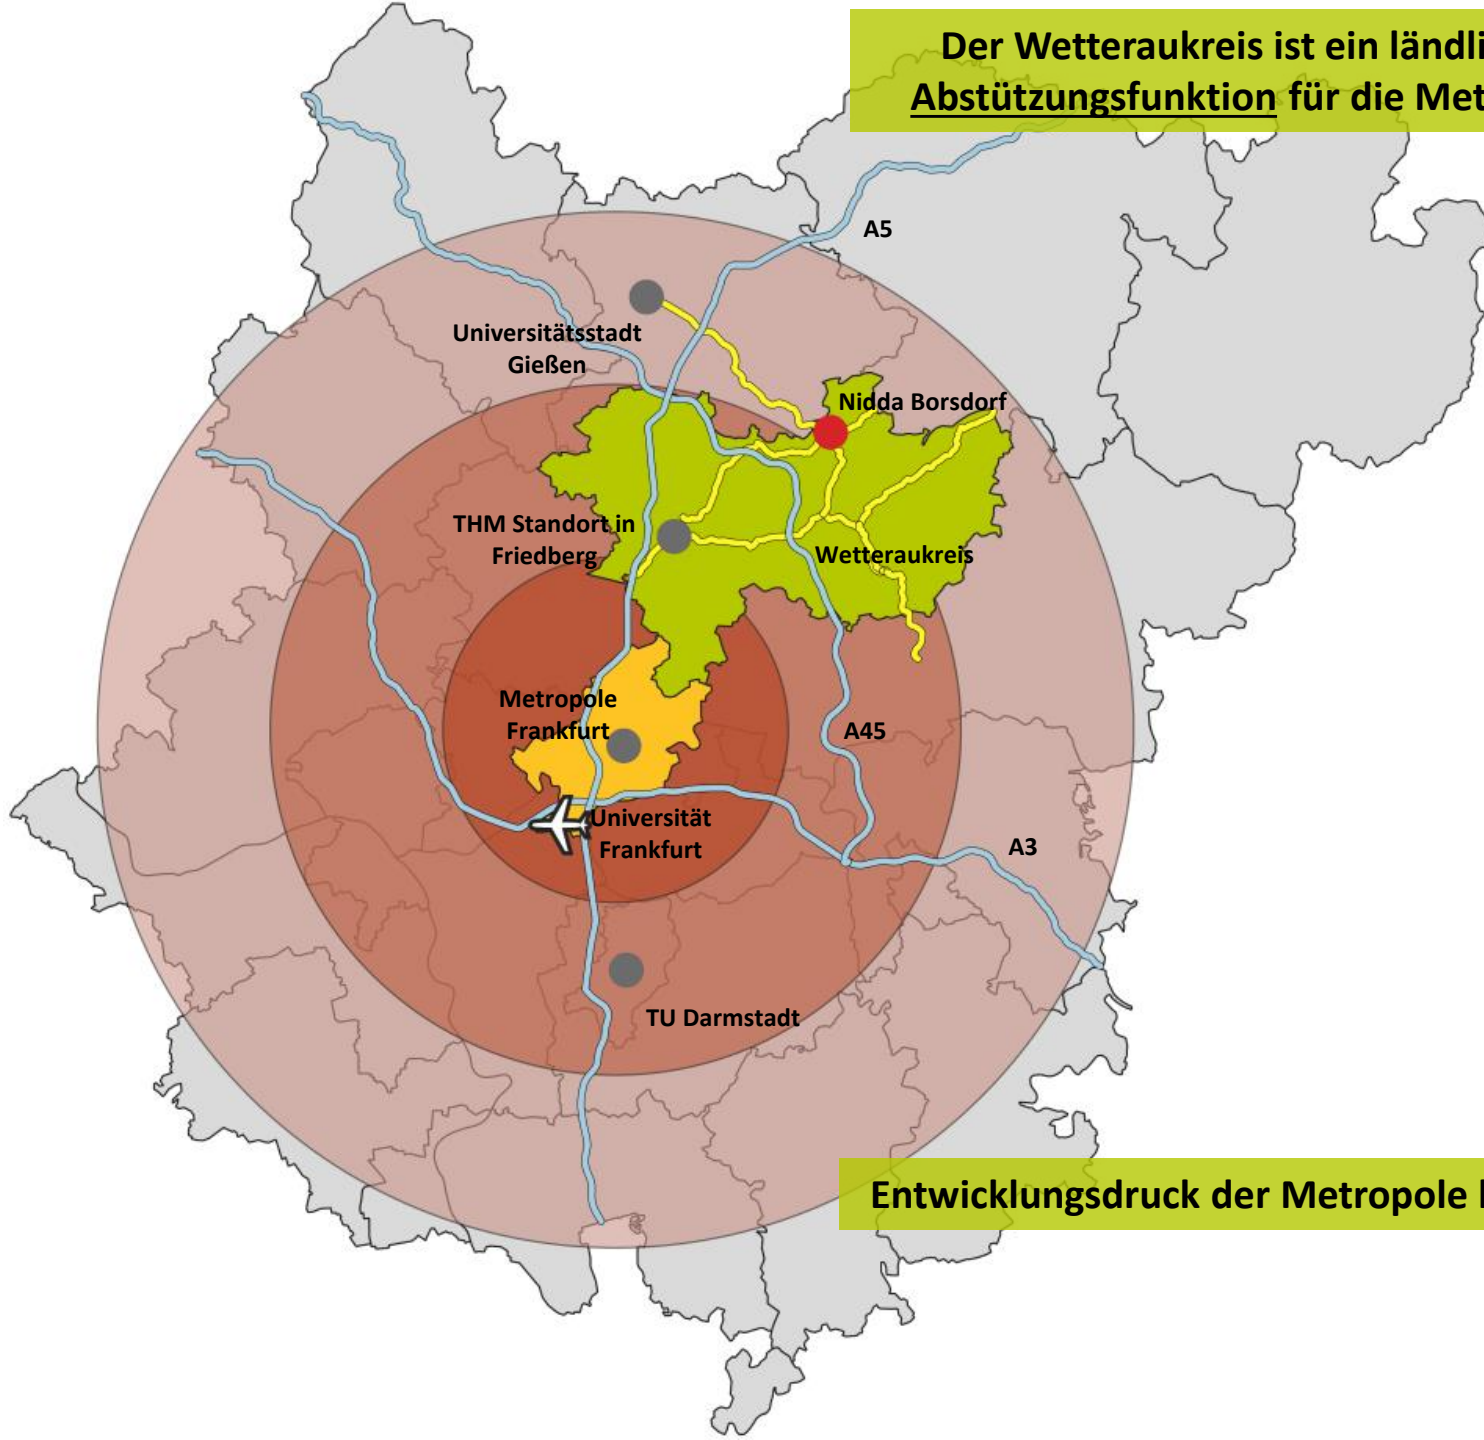 Der Wetteraukreis ist ein ländli
Abstützungsfunktion für die Met
A5
Universitätsstadt
Gießen
Nidda Borsdorf
THM Standort in
Friedberg
Wetteraukreis
Metropole
Frankfurt
A45
Universität
Frankfurt
A3
TU Darmstadt
Entwicklungsdruck der Metropole